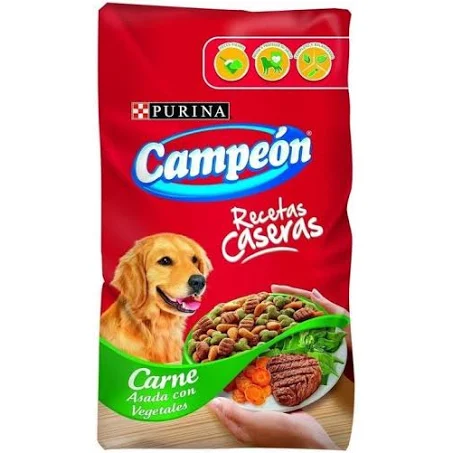 PURINA
Campeón®
Recetas
Caseras
Carne
Asada con
Vegetales